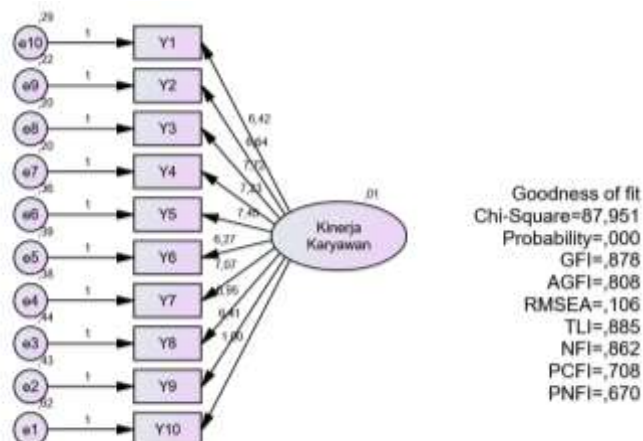 ,29
e10 1 Y1
,22
e9 1 Y2
,20
e8 1 Y3
,20
e7 1 Y4
,36
e6 1 Y5
,39
e5 1 Y6
,38
e4 1 Y7
,44
e3 1 Y8
,43
e2 1 Y9
e1 1 Y10
6,42
7,45
6,27
7,07
1,00
,01
Kinerja
Karyawan
Goodness of fit
Chi-Square=87,951
Probability=,000
GFI=,878
AGFI=,808
RMSEA=,106
TLI=,885
NFI=,862
PCFI=,708
PNFI=,670